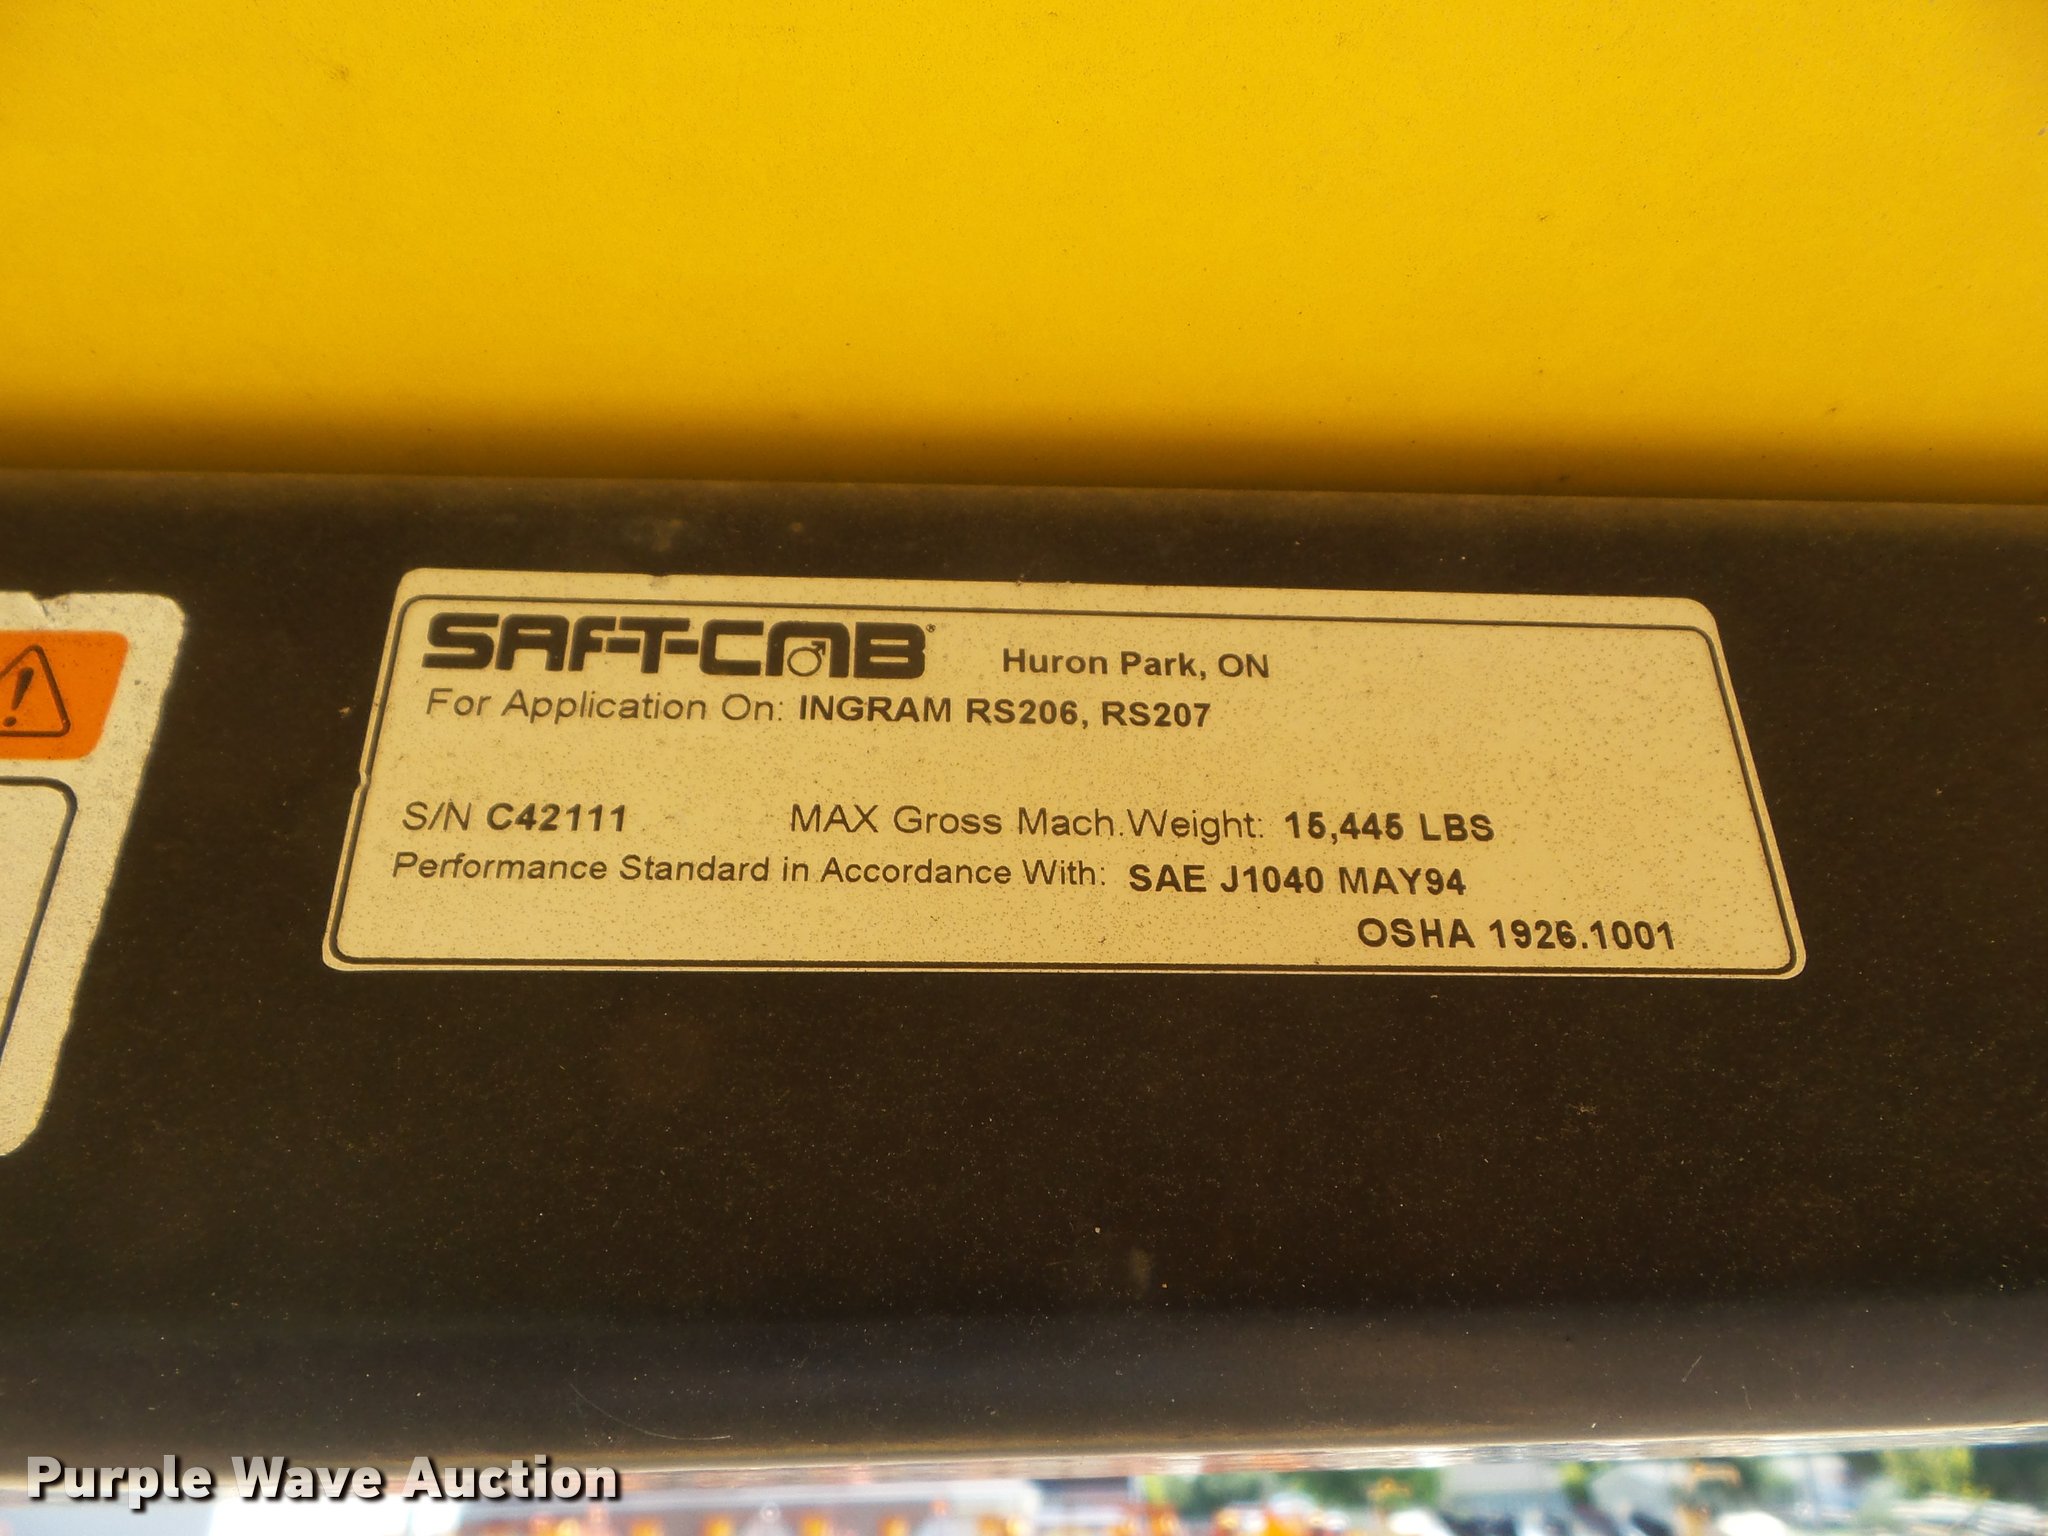 SAF-T-CAB® Huron Park, ON
For Application On: INGRAM RS206, RS207
S/N C42111 MAX Gross Mach.Weight: 15,445 LBS
Performance Standard in Accordance With: SAE J1040 MAY94
OSHA 1926.1001
Purple Wave Auction